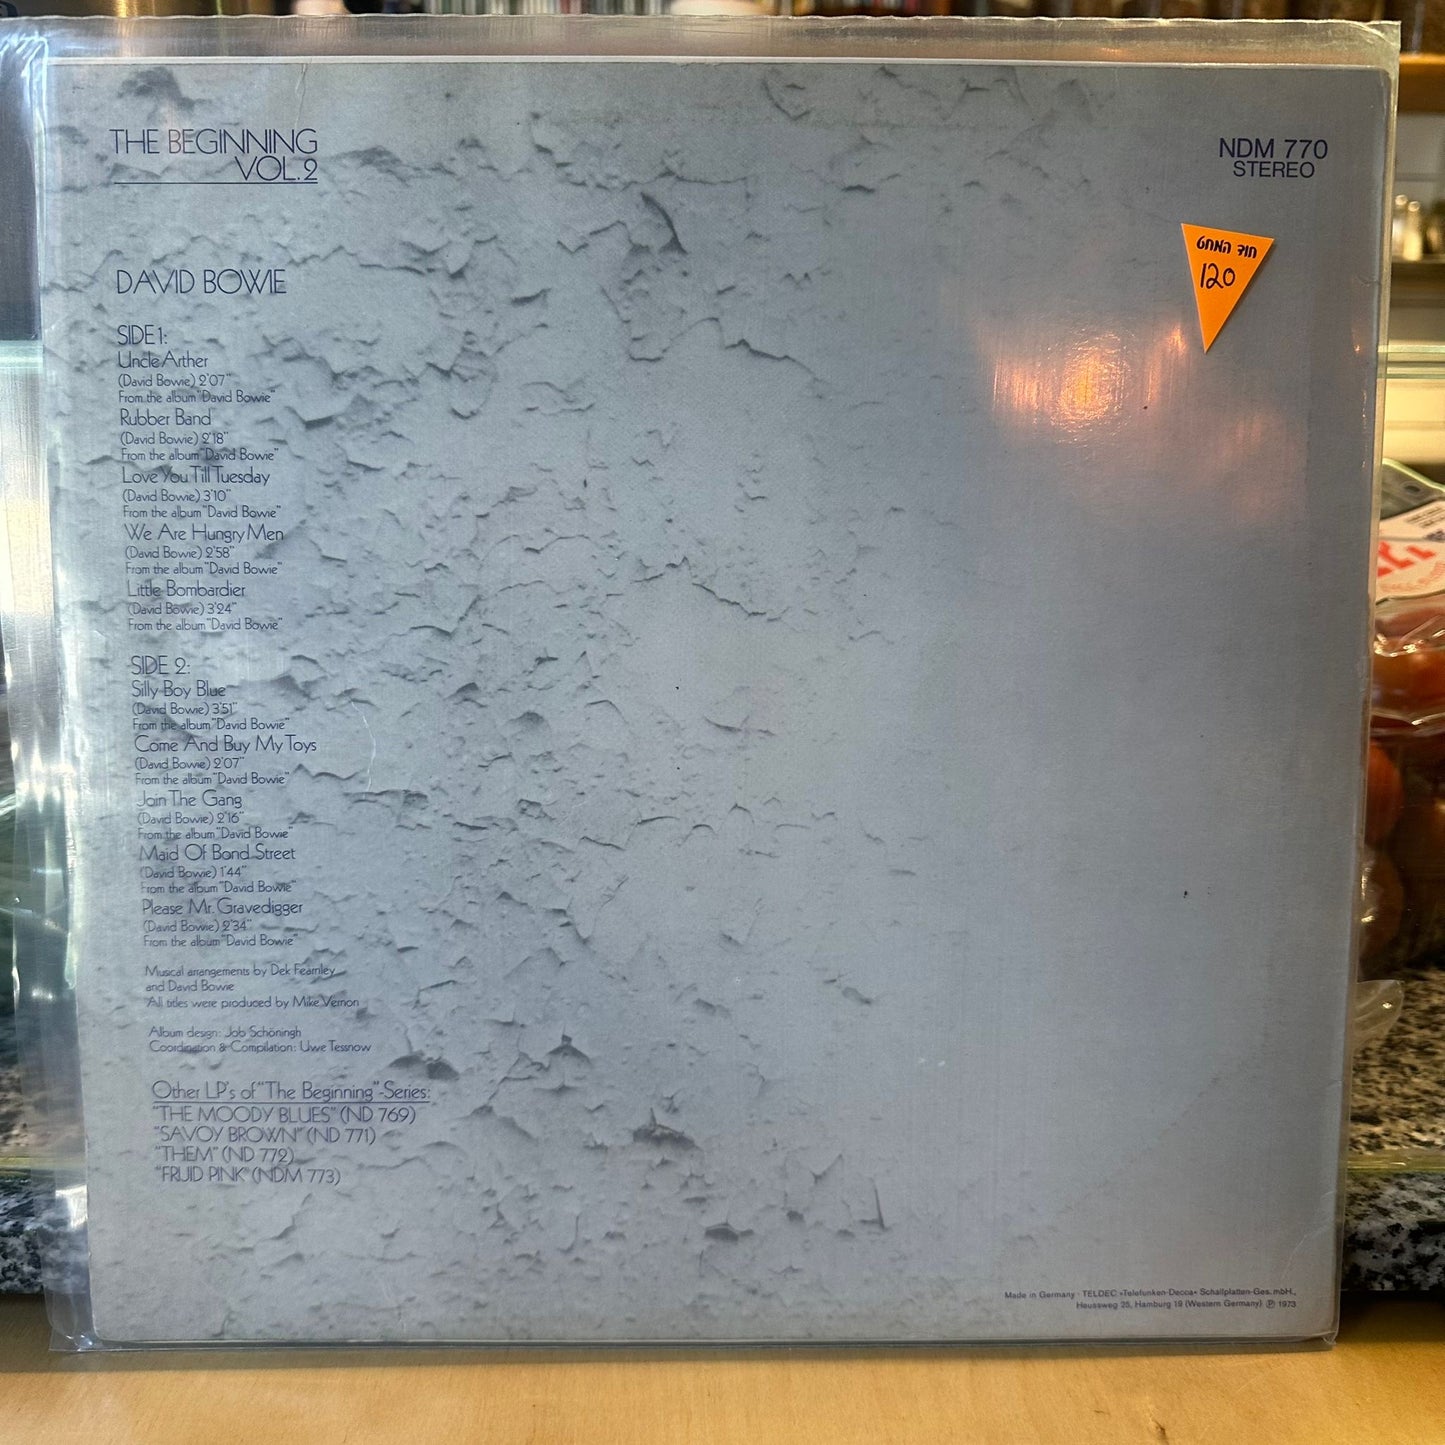 THE BEGINNING
VOL.2
NDM 770
STEREO
חוד המחט
120
DAVID BOWIE
SIDE 1:
Uncle Arther
(David Bowie) 2'07"
From the album "David Bowie"
Rubber Band
(David Bowie) 2'18"
From the album "David Bowie"
Love You Till Tuesday
(David Bowie) 3'10"
From the album "David Bowie"
We Are Hungry Men
(David Bowie) 2'58"
From the album "David Bowie"
Little Bombardier
(David Bowie) 3'24"
From the album "David Bowie"
SIDE 2:
Silly Boy Blue
(David Bowie) 3'51"
From the album "David Bowie"
Come And Buy My Toys
(David Bowie) 2'07"
From the album "David Bowie"
Join The Gang
(David Bowie) 2'16"
From the album "David Bowie"
Maid Of Bond Street
(David Bowie) 1'44"
From the album "David Bowie"
Please Mr. Gravedigger
(David Bowie) 2'34"
From the album "David Bowie"
Musical arrangements by Dek Fearnley
and David Bowie
All titles were produced by Mike Vernon
Album design: Job Schöningh
Coordination & Compilation: Uwe Tessnow
Other LP's of "The Beginning"-Series:
"THE MOODY BLUES" (ND 769)
"SAVOY BROWN" (ND 771)
"THEM" (ND 772)
"FRUID PINK" (NDM 773)
Made in Germany · TELDEC »Telefunken-Decca« Schallplatten-Ges. mbH.,
Heussweg 25, Hamburg 19 (Western Germany) ℗ 1973